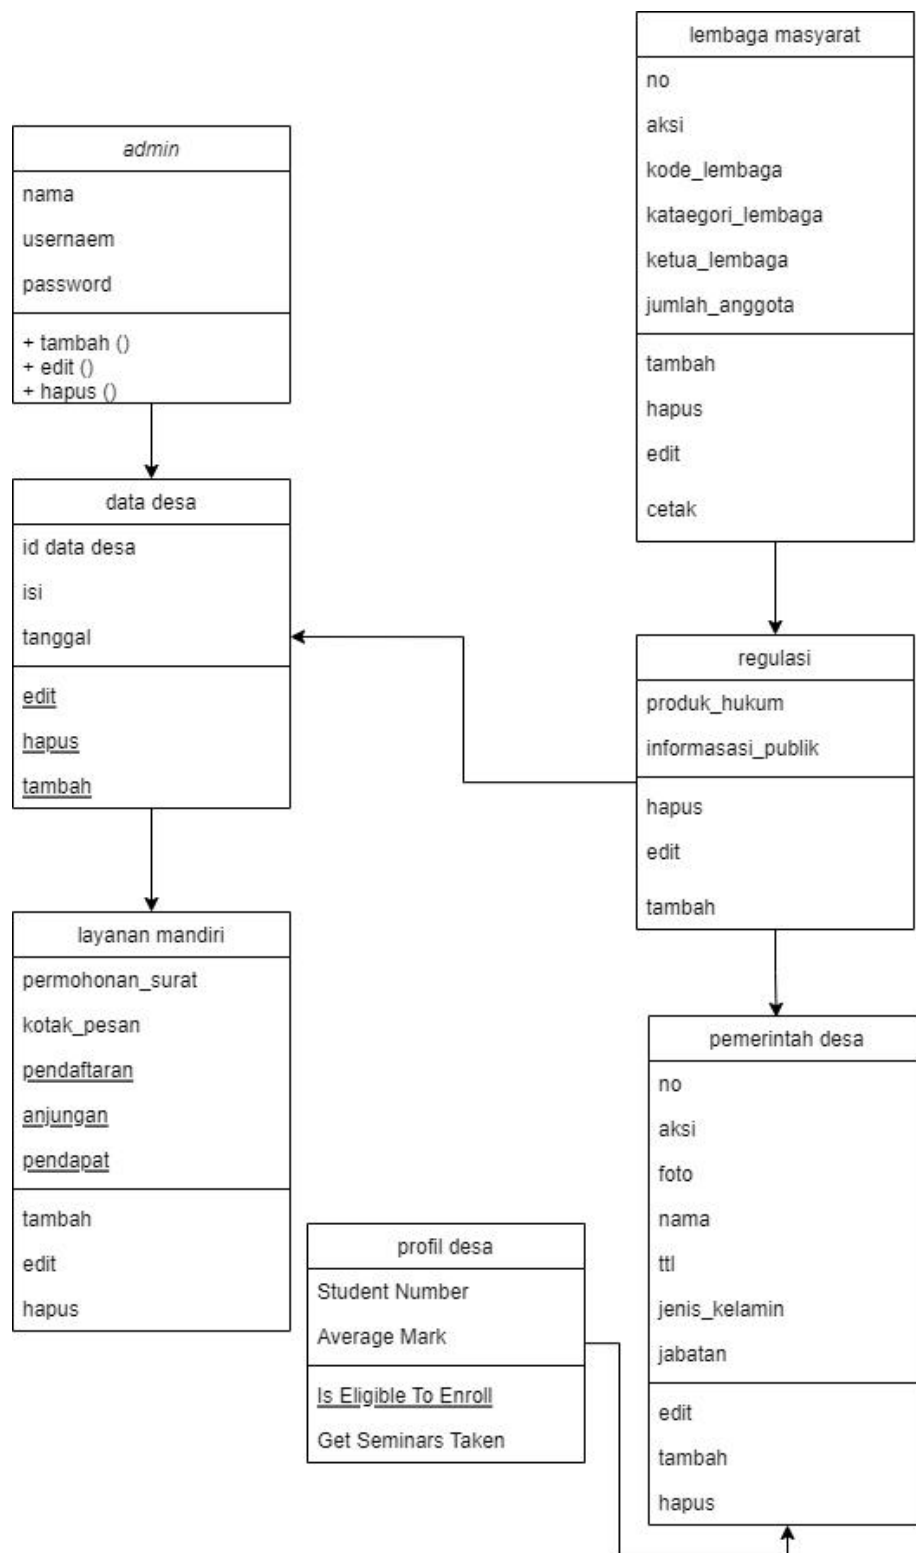 admin
nama
usernaem
password
+ tambah ()
+ edit ()
+ hapus ()
data desa
id data desa
isi
tanggal
edit
hapus
tambah
layanan mandiri
permohonan_surat
kotak_pesan
pendaftaran
anjungan
pendapat
tambah
edit
hapus
profil desa
Student Number
Average Mark
Is Eligible To Enroll
Get Seminars Taken
lembaga masyarat
no
aksi
kode_lembaga
kataegori_lembaga
ketua_lembaga
jumlah_anggota
tambah
hapus
edit
cetak
regulasi
produk_hukum
informasasi_publik
hapus
edit
tambah
pemerintah desa
no
aksi
foto
nama
ttl
jenis_kelamin
jabatan
edit
tambah
hapus